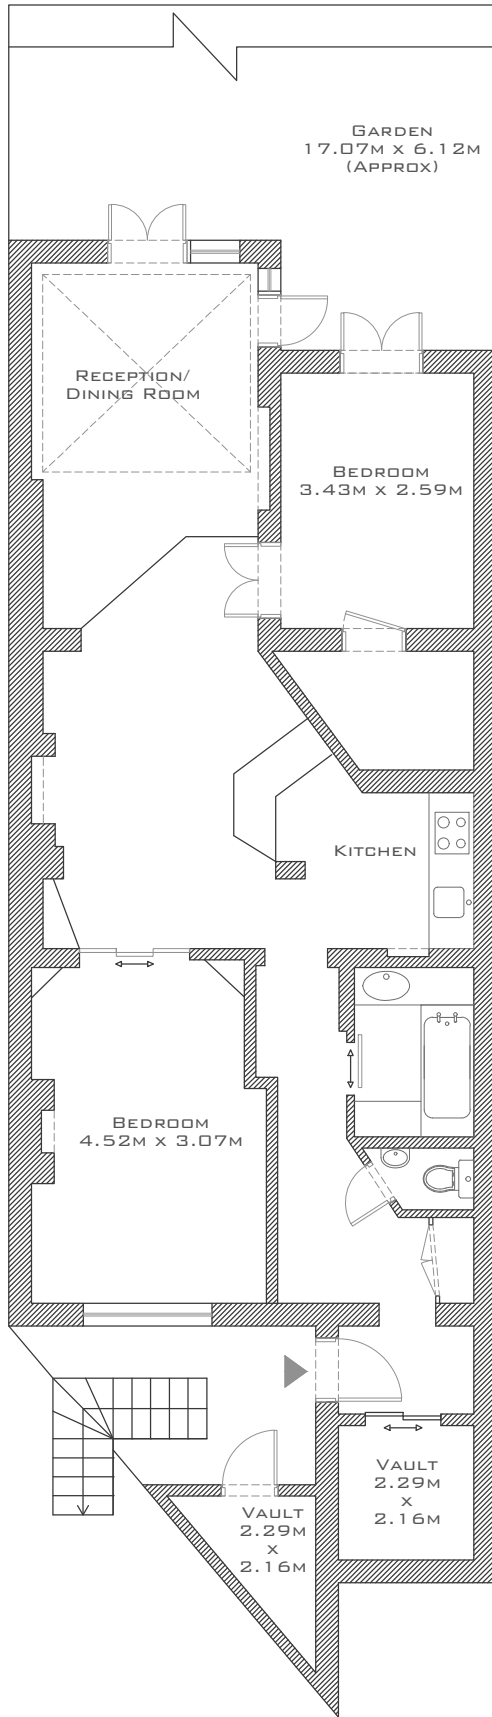 GARDEN
17.07M X 6.12M
(APPROX)
RECEPTION/
DINING ROOM
BEDROOM
3.43M X 2.59M
KITCHEN
BEDROOM
4.52M X 3.07M
VAULT
2.29M
X
2.16M
VAULT
2.29M
X
2.16M